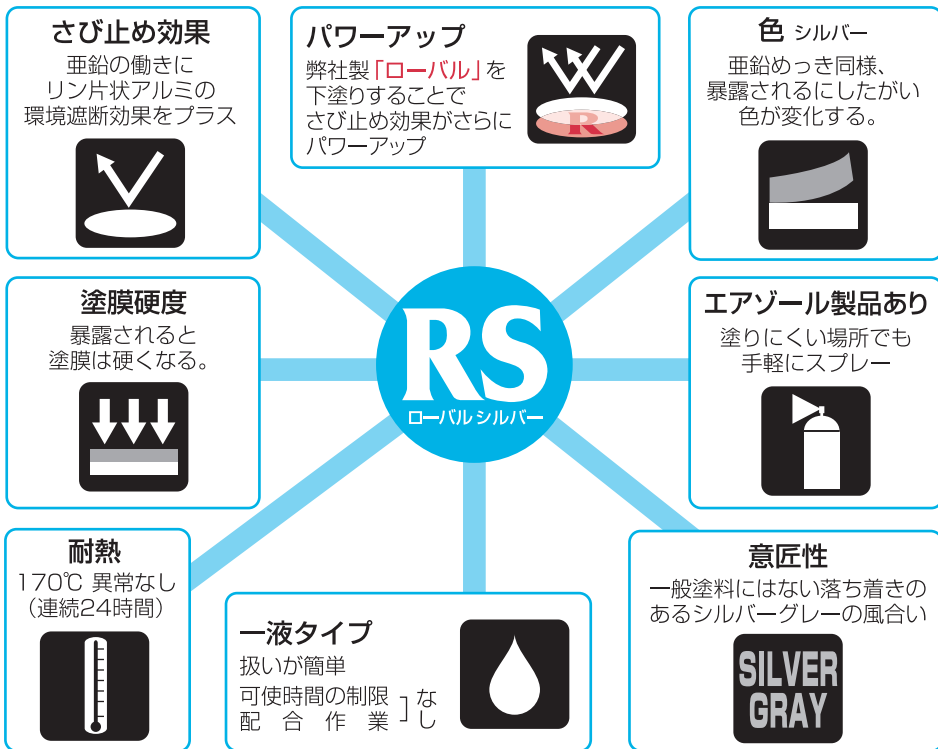 さび止め効果
亜鉛の働きに
リン片状アルミの
環境遮断効果をプラス
パワーアップ
弊社製「ローバル」を
下塗りすることで
さび止め効果がさらに
パワーアップ
R
色 シルバー
亜鉛めっき同様、
暴露されるにしたがい
色が変化する。
塗膜硬度
暴露されると
塗膜は硬くなる。
RS
ローバルシルバー
エアゾール製品あり
塗りにくい場所でも
手軽にスプレー
耐熱
170℃ 異常なし
（連続24時間）
一液タイプ
扱いが簡単
可使時間の制限
配合作業
］なし
意匠性
一般塗料にはない落ち着きの
あるシルバーグレーの風合い
SILVER
GRAY